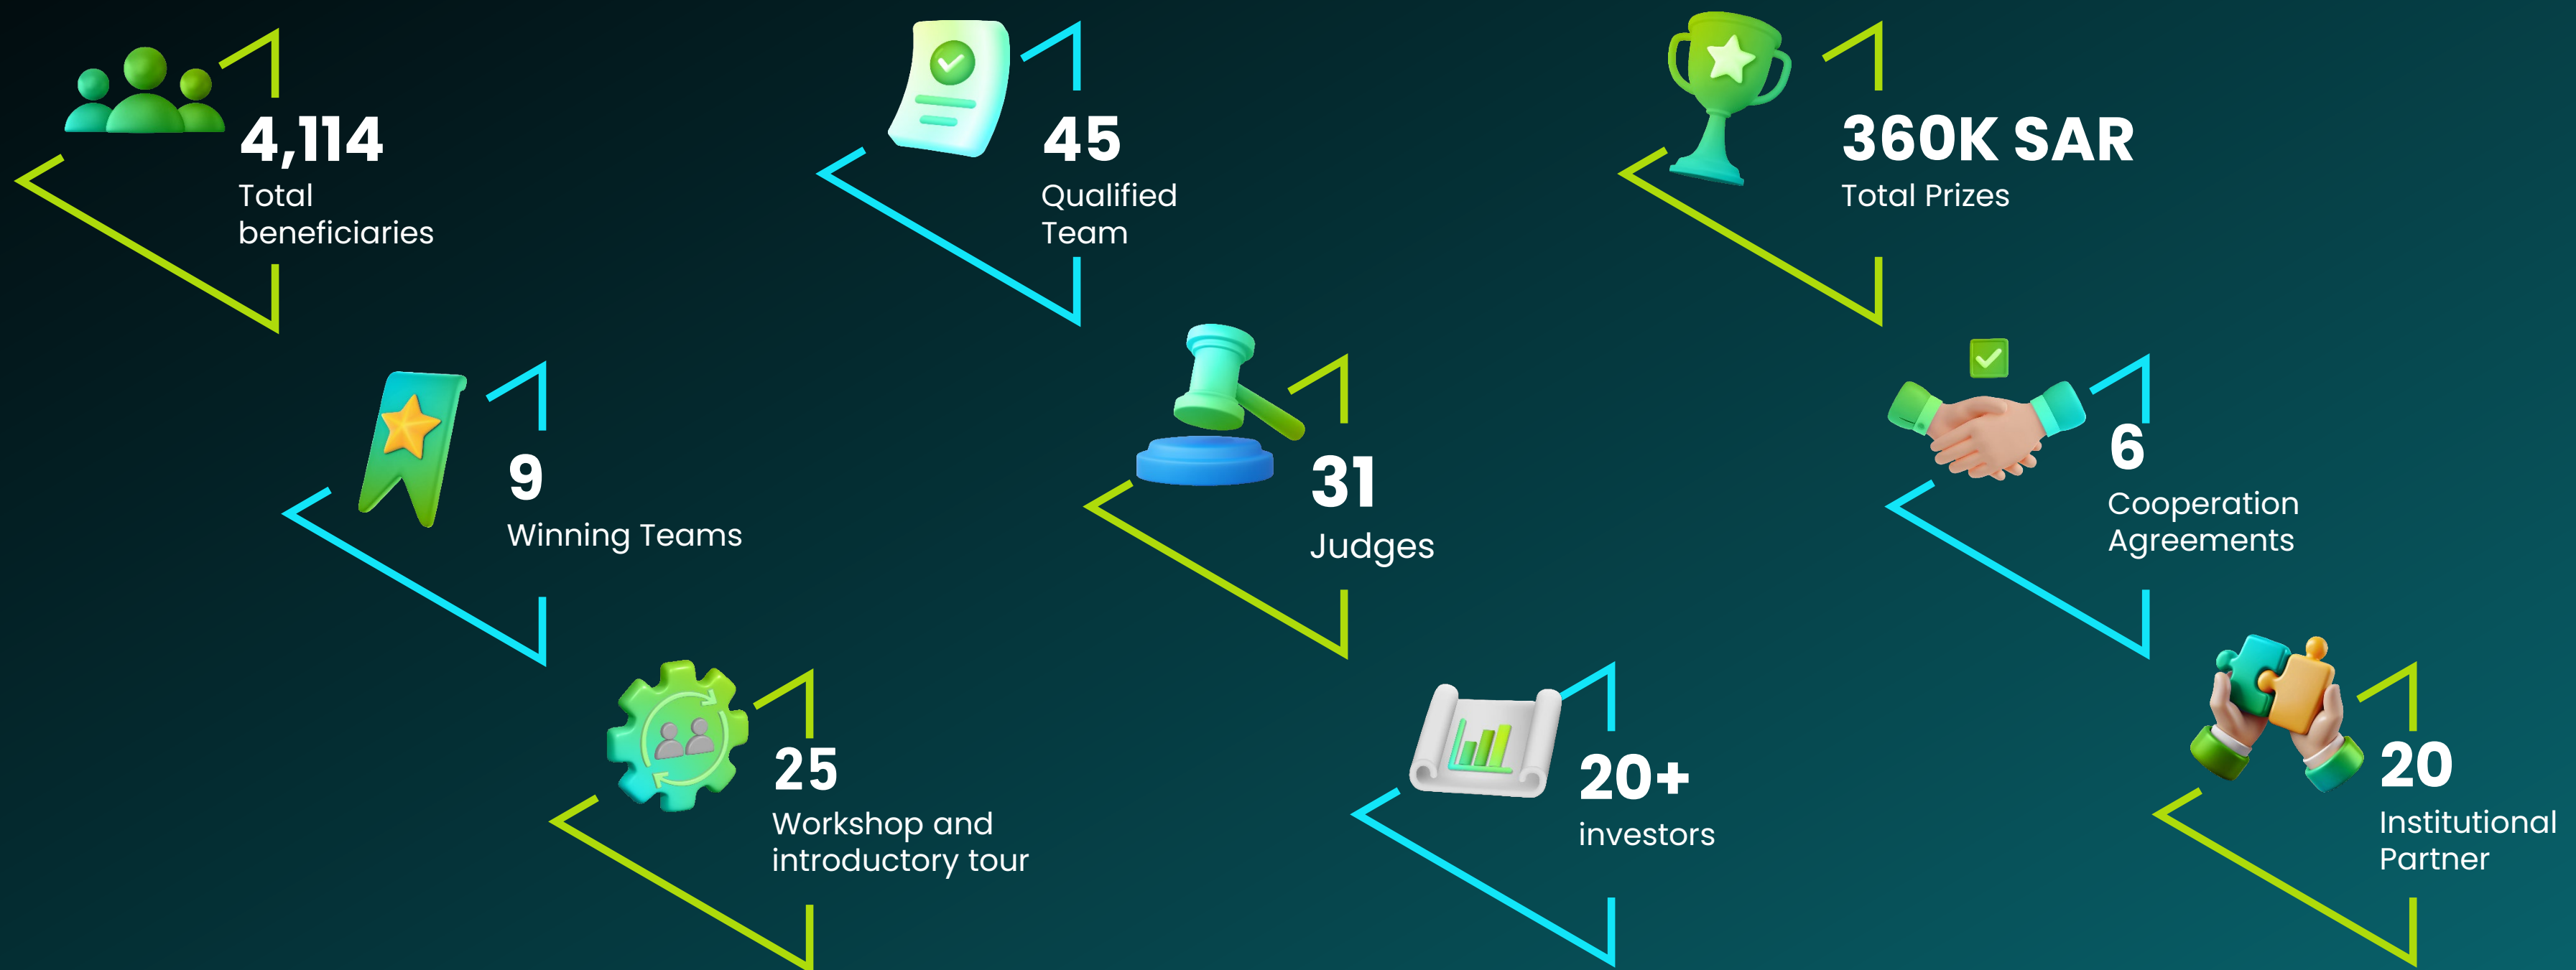 4,114
Total
beneficiaries
45
Qualified
Team
360K SAR
Total Prizes
9
Winning Teams
31
Judges
6
Cooperation
Agreements
25
Workshop and
introductory tour
20+
investors
20
Institutional
Partner